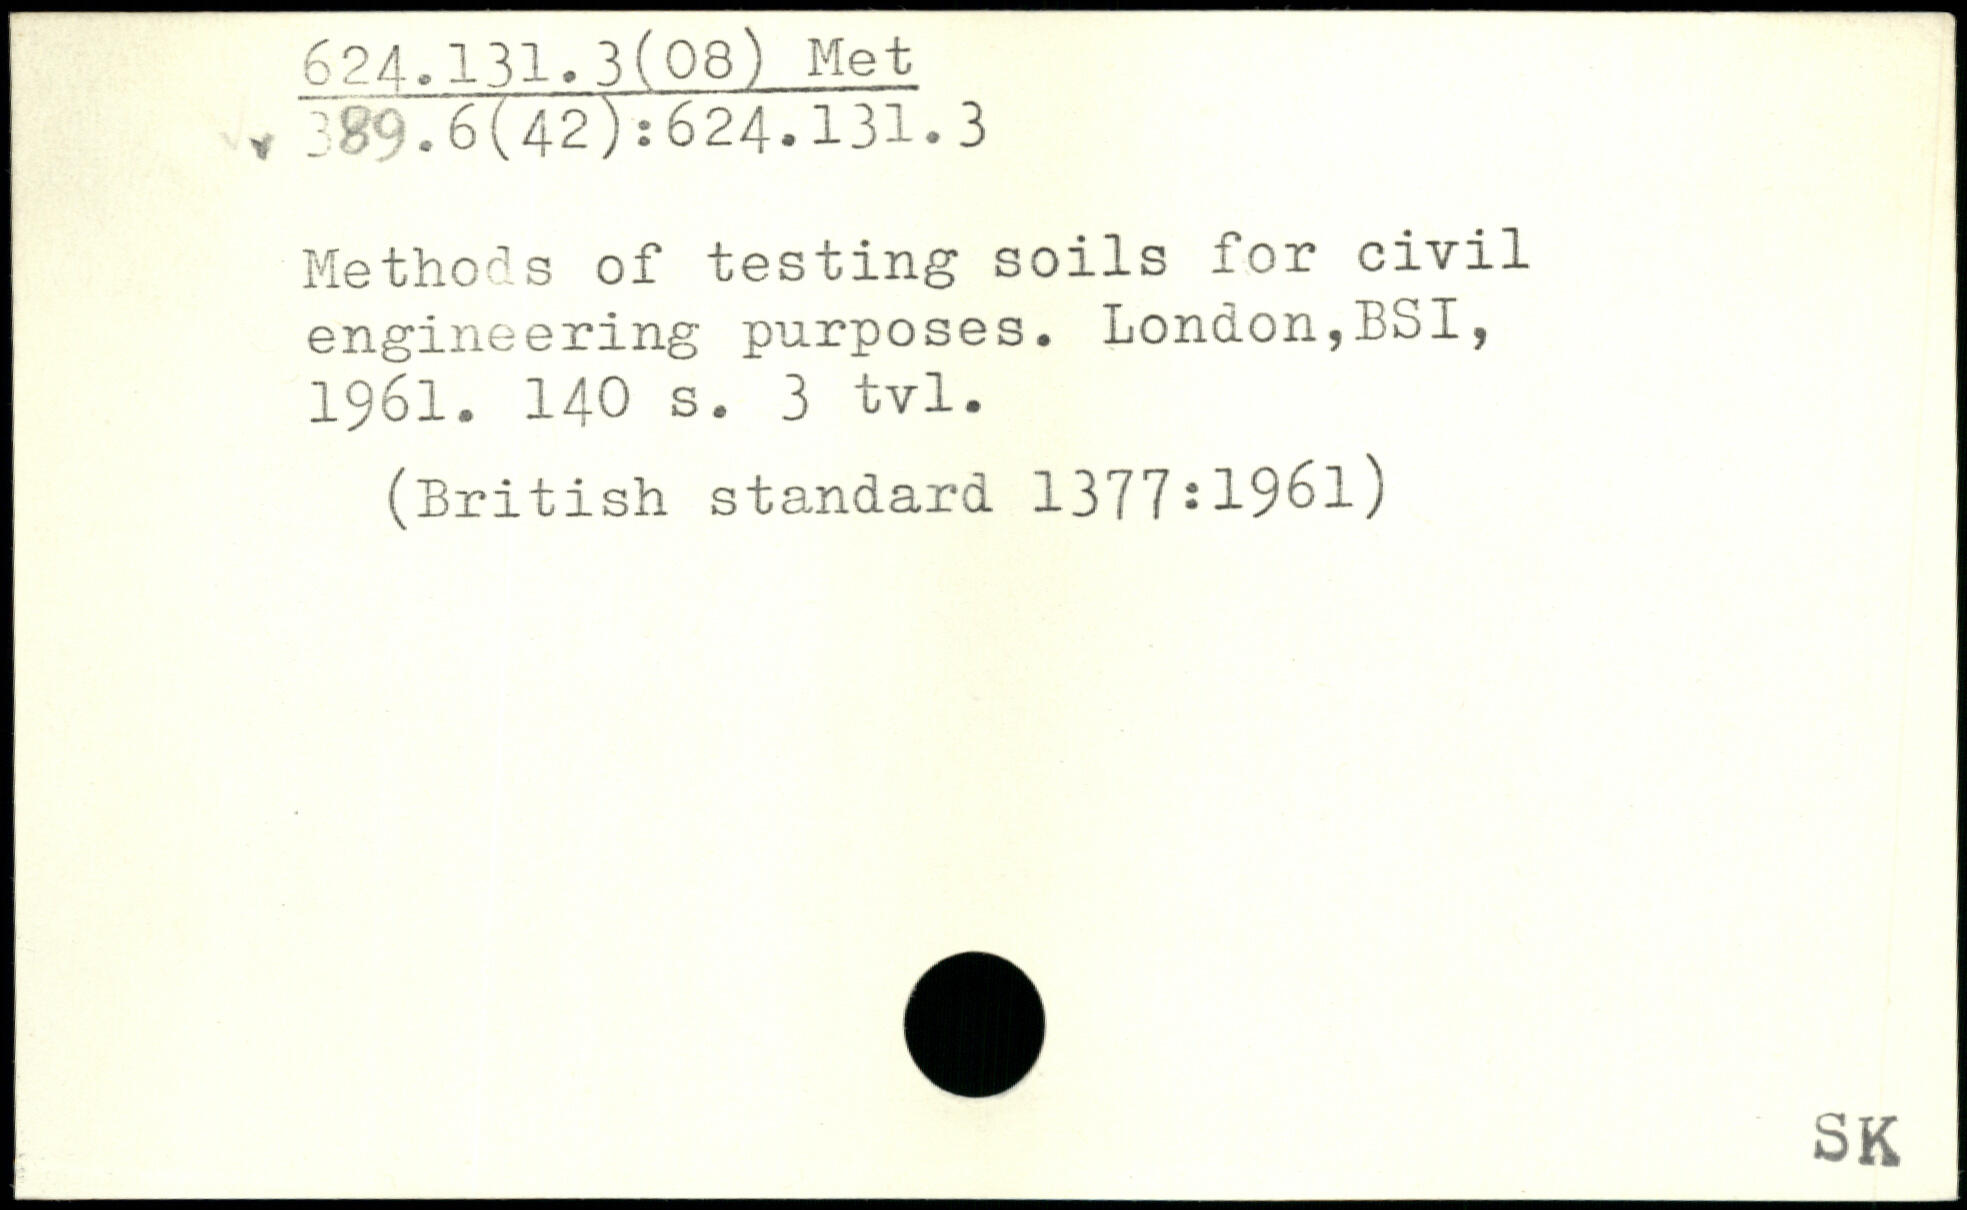 624.131.3(08) Met
389.6(42):624.131.3
Methods of testing soils for civil
engineering purposes. London,BSI,
1961. 140 s. 3 tvl.
(British standard 1377:1961)
SK